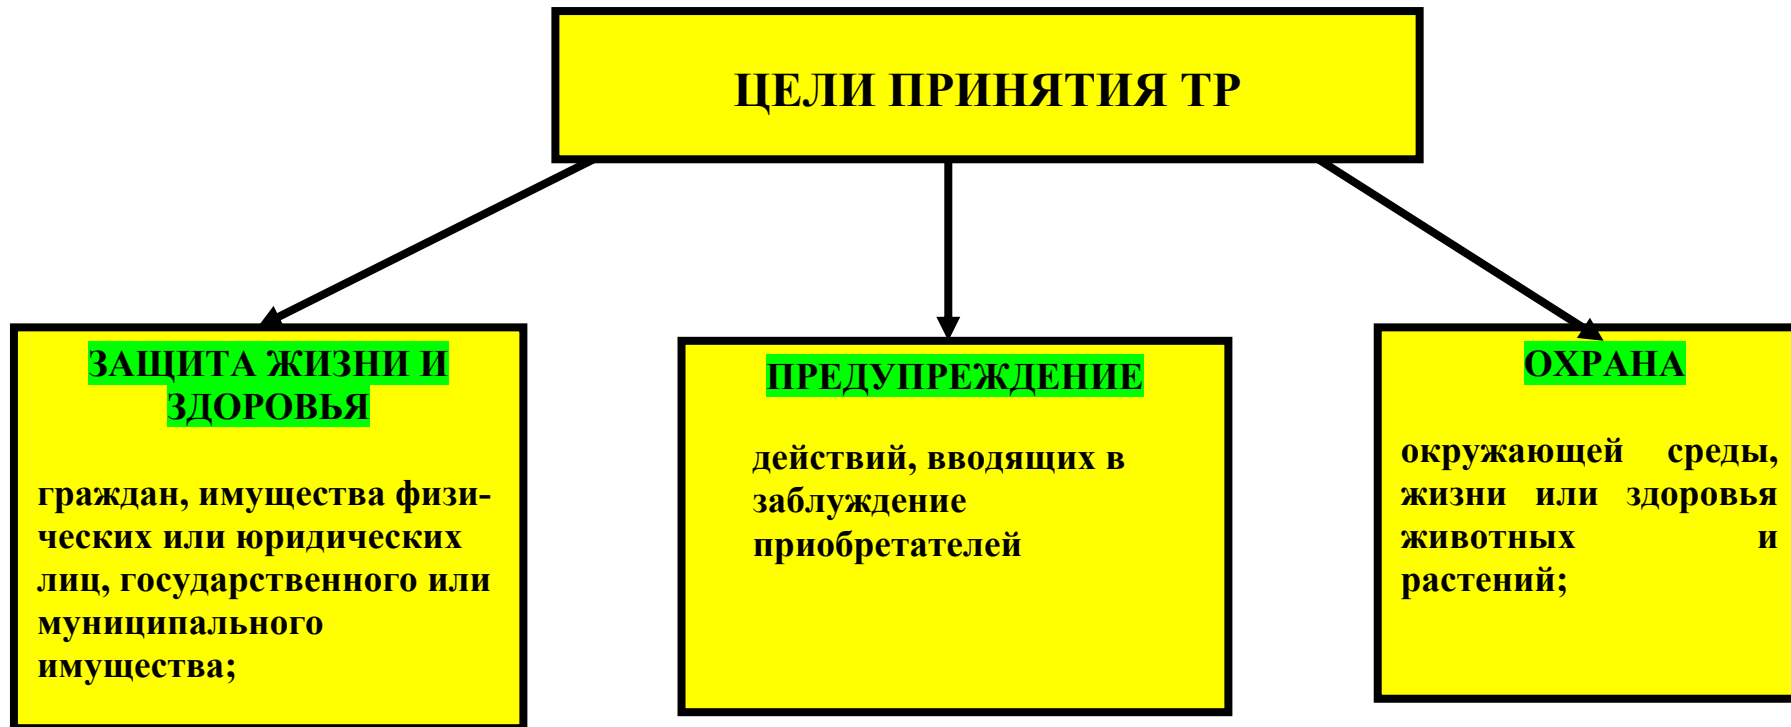 ЦЕЛИ ПРИНЯТИЯ ТР
ЗАЩИТА ЖИЗНИ И
ЗДОРОВЬЯ
граждан, имущества физи-
ческих или юридических
лиц, государственного или
муниципального
имущества;
ПРЕДУПРЕЖДЕНИЕ
действий, вводящих в
заблуждение
приобретателей
ОХРАНА
окружающей среды,
жизни или здоровья
животных и
растений;